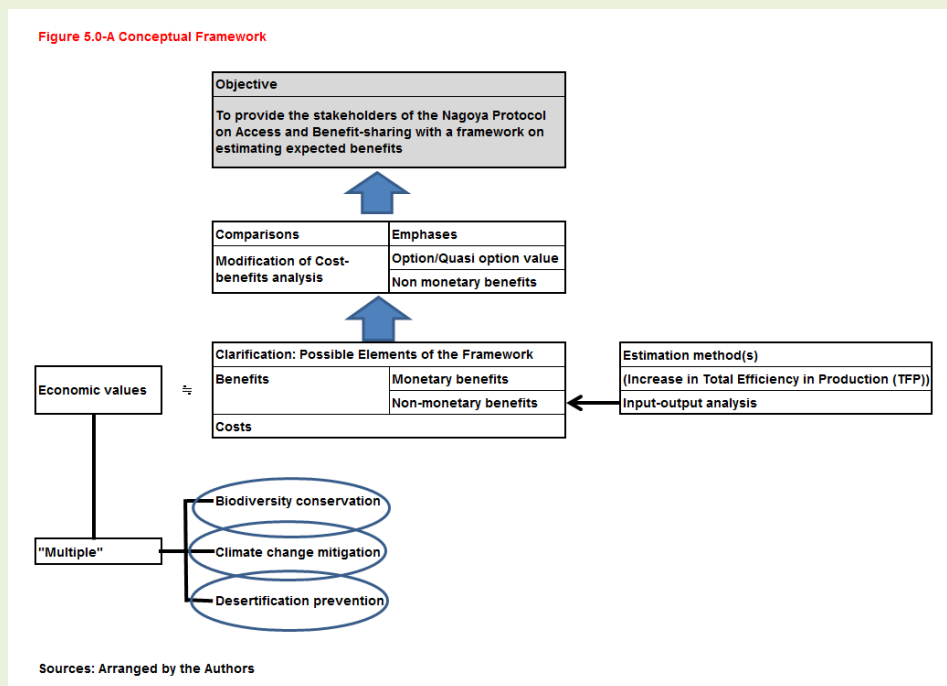 Figure 5.0-A Conceptual Framework
Objective
To provide the stakeholders of the Nagoya Protocol
on Access and Benefit-sharing with a framework on
estimating expected benefits
Comparisons
Emphases
Modification of Cost-
benefits analysis
Option/Quasi option value
Non monetary benefits
Clarification: Possible Elements of the Framework
Benefits
Monetary benefits
Non-monetary benefits
Costs
Estimation method(s)
(Increase in Total Efficiency in Production (TFP))
Input-output analysis
Economic values
≒
"Multiple"
Biodiversity conservation
Climate change mitigation
Desertification prevention
Sources: Arranged by the Authors